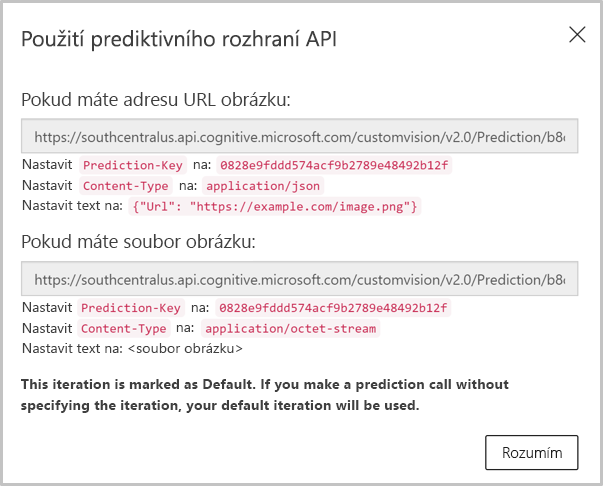 Použití prediktivního rozhraní API
Pokud máte adresu URL obrázku:
https://southcentralus.api.cognitive.microsoft.com/customvision/v2.0/Prediction/b8
Nastavit Prediction-Key na: 0828e9fddd574acf9b2789e48492b12f
Nastavit Content-Type na: application/json
Nastavit text na: {"Url": "https://example.com/image.png"}
Pokud máte soubor obrázku:
https://southcentralus.api.cognitive.microsoft.com/customvision/v2.0/Prediction/b8
Nastavit Prediction-Key na: 0828e9fddd574acf9b2789e48492b12f
Nastavit Content-Type na: application/octet-stream
Nastavit text na: <soubor obrázku>
This iteration is marked as Default. If you make a prediction call without
specifying the iteration, your default iteration will be used.
Rozumím